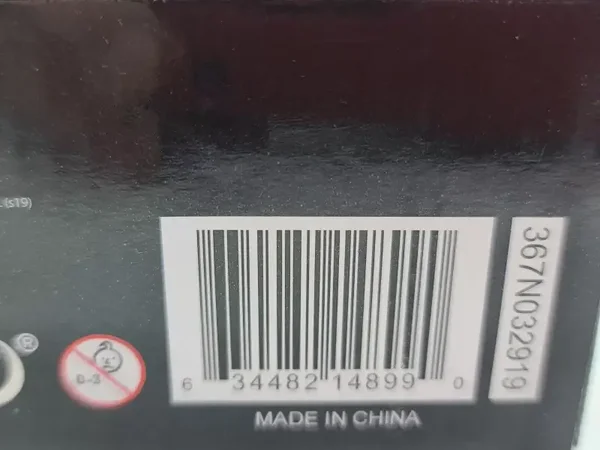 (s19)
367N032919
®
0-3
6 34482 14899 0
MADE IN CHINA